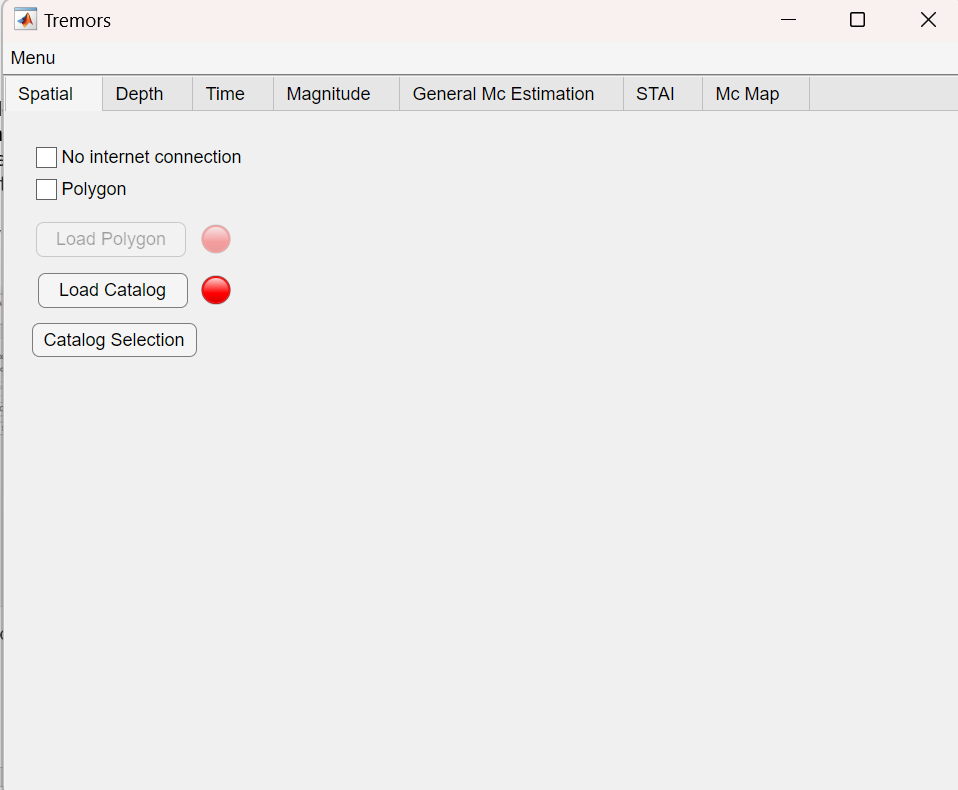 Tremors
Menu
Spatial Depth Time Magnitude General Mc Estimation STAI Mc Map
No internet connection
Polygon
Load Polygon
Load Catalog
Catalog Selection